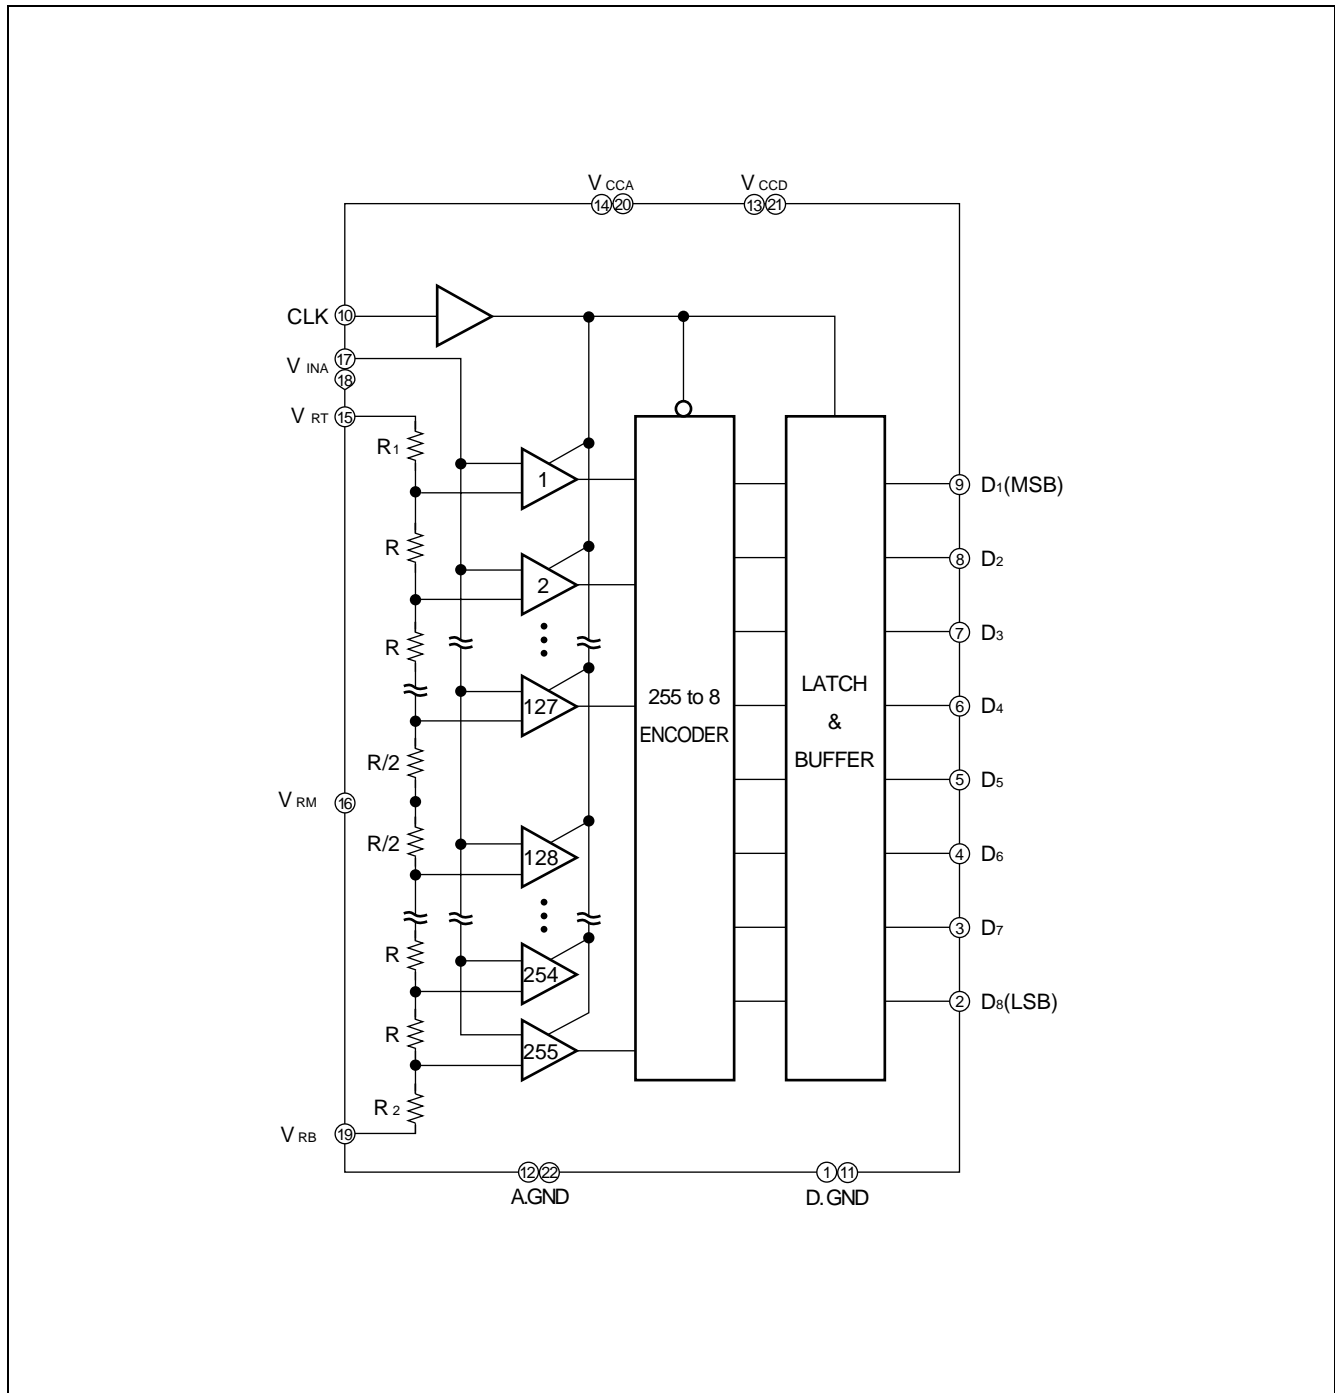 V CCA
V CCD
14 20
13 21
CLK 10
V INA 17
18
V RT 15
R1
1
9 D1(MSB)
R
8 D2
2
7 D3
R
255 to 8
ENCODER
LATCH
&
BUFFER
127
6 D4
R/2
5 D5
V RM 16
R/2
128
4 D6
3 D7
R
254
2 D8(LSB)
R
255
R 2
V RB 19
12 22
A.GND
1 11
D. GND